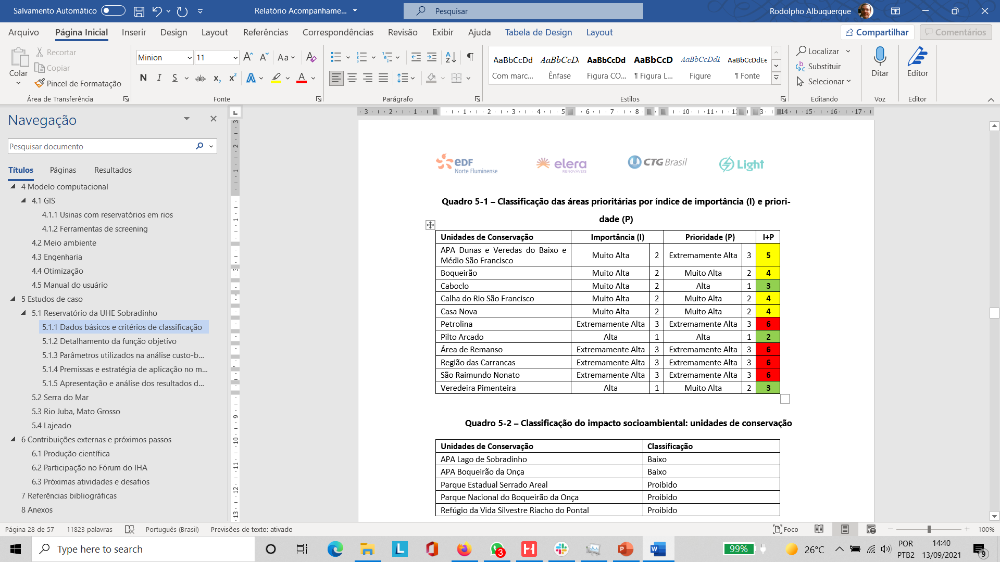 Salvamento Automático
Relatório Acompanhame...
Pesquisar
Rodolpho Albuquerque
Arquivo
Página Inicial
Inserir
Design
Layout
Referências
Correspondências
Revisão
Exibir
Ajuda
Tabela de Design
Layout
Compartilhar
Comentários
Colar
Recortar
Copiar
Pincel de Formatação
Área de Transferência
Minion
11
Aa
N I S ab x₂ x²
Fonte
Parágrafo
AaBbCcDd
Com marc...
AaBbCcDc
Ênfase
AaBbCcDd
Figura CO...
AaBbCcD
¶ Figura L...
AaBbCcDdE
Figure
AaBbCcDdEe
¶ Fonte
Estilos
Localizar
Substituir
Selecionar
Editando
Ditar
Voz
Editor
Editor
Navegação
Pesquisar documento
Títulos
Páginas
Resultados
4 Modelo computacional
4.1 GIS
4.1.1 Usinas com reservatórios em rios
4.1.2 Ferramentas de screening
4.2 Meio ambiente
4.3 Engenharia
4.4 Otimização
4.5 Manual do usuário
5 Estudos de caso
5.1 Reservatório da UHE Sobradinho
5.1.1 Dados básicos e critérios de classificação
5.1.2 Detalhamento da função objetivo
5.1.3 Parâmetros utilizados na análise custo-b...
5.1.4 Premissas e estratégia de aplicação no m...
5.1.5 Apresentação e análise dos resultados d...
5.2 Serra do Mar
5.3 Rio Juba, Mato Grosso
5.4 Lajeado
6 Contribuições externas e próximos passos
6.1 Produção científica
6.2 Participação no Fórum do IHA
6.3 Próximas atividades e desafios
7 Referências bibliográficas
8 Anexos
eDF
Norte Fluminense
elera
RENOVÁVEIS
CTG Brasil
Light
Quadro 5-1 – Classificação das áreas prioritárias por índice de importância (I) e priori-
dade (P)
Unidades de Conservação Importância (I) Prioridade (P) I+P
APA Dunas e Veredas do Baixo e
Médio São Francisco Muito Alta 2 Extremamente Alta 3 5
Boqueirão Muito Alta 2 Muito Alta 2 4
Caboclo Muito Alta 2 Alta 1 3
Calha do Rio São Francisco Muito Alta 2 Muito Alta 2 4
Casa Nova Muito Alta 2 Muito Alta 2 4
Petrolina Extremamente Alta 3 Extremamente Alta 3 6
Pilto Arcado Alta 1 Alta 1 2
Área de Remanso Extremamente Alta 3 Extremamente Alta 3 6
Região das Carrancas Extremamente Alta 3 Extremamente Alta 3 6
São Raimundo Nonato Extremamente Alta 3 Extremamente Alta 3 6
Veredeira Pimenteira Alta 1 Muito Alta 2 3
Quadro 5-2 – Classificação do impacto socioambiental: unidades de conservação
Unidades de Conservação Classificação
APA Lago de Sobradinho Baixo
APA Boqueirão da Onça Baixo
Parque Estadual Serrado Areal Proibido
Parque Nacional do Boqueirão da Onça Proibido
Refúgio da Vida Silvestre Riacho do Pontal Proibido
Página 28 de 57
11823 palavras
Português (Brasil)
Previsões de texto: ativado
Foco
100%
Type here to search
3
99%
26°C
POR
PTB2
14:40
13/09/2021
9